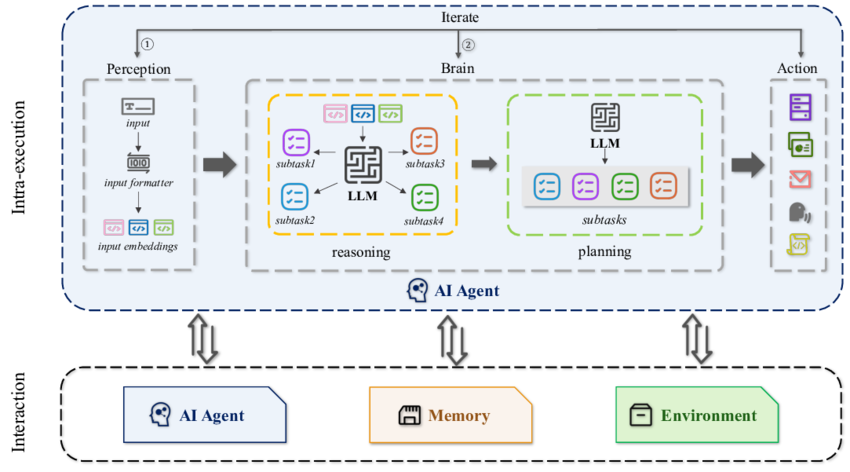 Iterate
①
②
Perception
Brain
Action
Intra-execution
T
input
1010
input formatter
</>
</>
</>
input embeddings
</>
</>
</>
subtask1
subtask3
LLM
subtask2
subtask4
reasoning
LLM
subtasks
planning
</>
AI Agent
Interaction
AI Agent
Memory
Environment